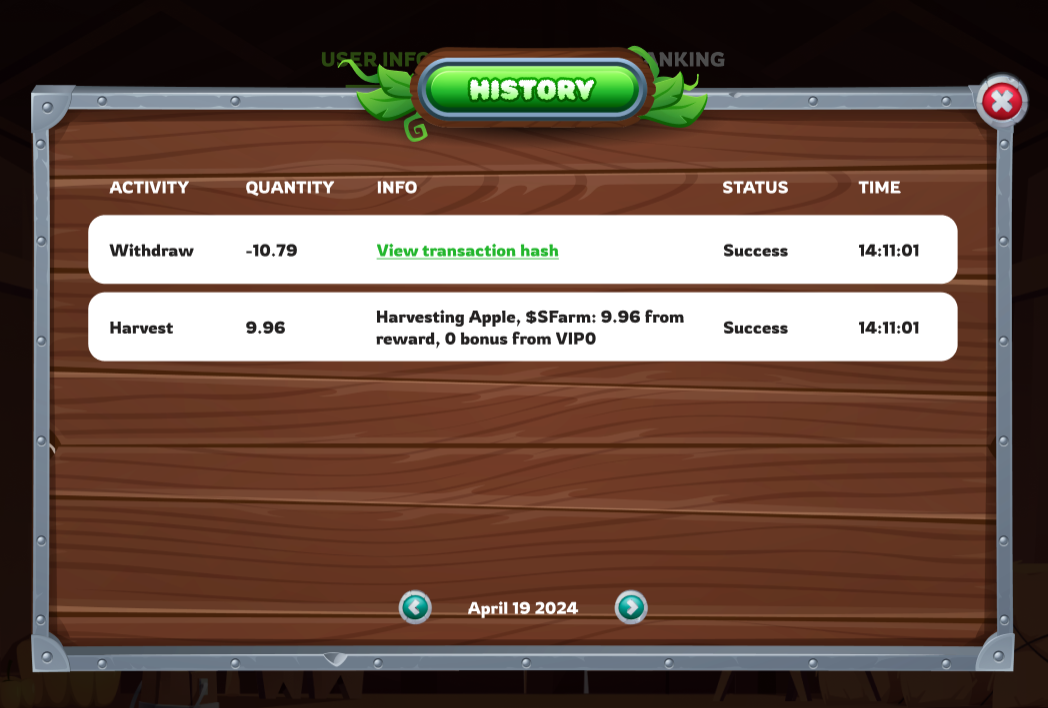 USER INFO
ANKING
HISTORY
ACTIVITY QUANTITY INFO STATUS TIME
Withdraw -10.79 View transaction hash Success 14:11:01
Harvest 9.96 Harvesting Apple, $SFarm: 9.96 from reward, 0 bonus from VIP0 Success 14:11:01
April 19 2024